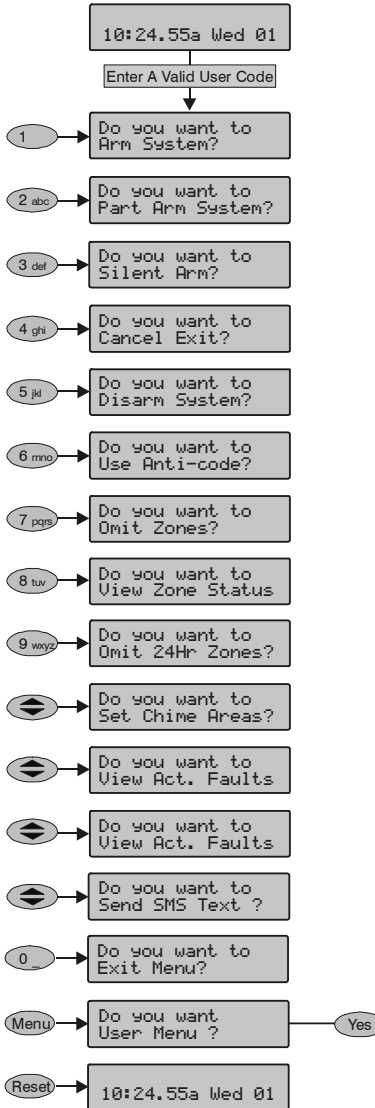 10:24.55a Wed 01
Enter A Valid User Code
1
Do you want to
Arm System?
2 abc
Do you want to
Part Arm System?
3 def
Do you want to
Silent Arm?
4 ghi
Do you want to
Cancel Exit?
5 jkl
Do you want to
Disarm System?
6 mno
Do you want to
Use Anti-code?
7 pqrs
Do you want to
Omit Zones?
8 tuv
Do you want to
View Zone Status
9 wxyz
Do you want to
Omit 24Hr Zones?
Do you want to
Set Chime Areas?
Do you want to
View Act. Faults
Do you want to
View Act. Faults
Do you want to
Send SMS Text ?
0 _
Do you want to
Exit Menu?
Menu
Do you want
User Menu ?
Yes
Reset
10:24.55a Wed 01